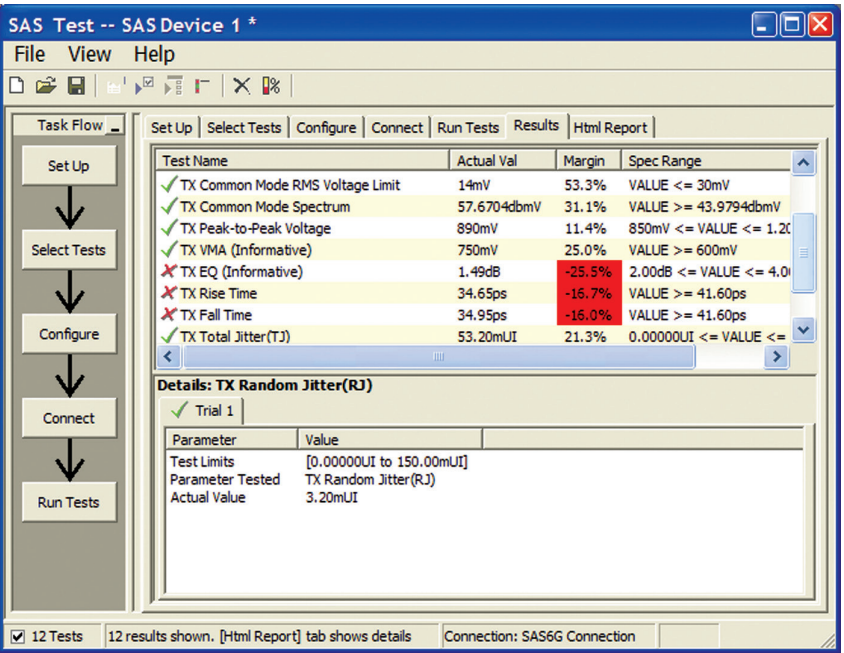 SAS Test -- SAS Device 1 *
File View Help
Task Flow
Set Up
Select Tests
Configure
Connect
Run Tests
Set Up Select Tests Configure Connect Run Tests Results Html Report
Test Name Actual Val Margin Spec Range
TX Common Mode RMS Voltage Limit 14mV 53.3% VALUE <= 30mV
TX Common Mode Spectrum 57.6704dbmV 31.1% VALUE >= 43.9794dbmV
TX Peak-to-Peak Voltage 890mV 11.4% 850mV <= VALUE <= 1.20
TX VMA (Informative) 750mV 25.0% VALUE >= 600mV
TX EQ (Informative) 1.49dB -25.5% 2.00dB <= VALUE <= 4.0
TX Rise Time 34.65ps -16.7% VALUE >= 41.60ps
TX Fall Time 34.95ps -16.0% VALUE >= 41.60ps
TX Total Jitter(TJ) 53.20mUI 21.3% 0.00000UI <= VALUE <=
Details: TX Random Jitter(RJ)
Trial 1
Parameter Value
Test Limits [0.00000UI to 150.00mUI]
Parameter Tested TX Random Jitter(RJ)
Actual Value 3.20mUI
12 Tests 12 results shown. [Html Report] tab shows details Connection: SAS6G Connection